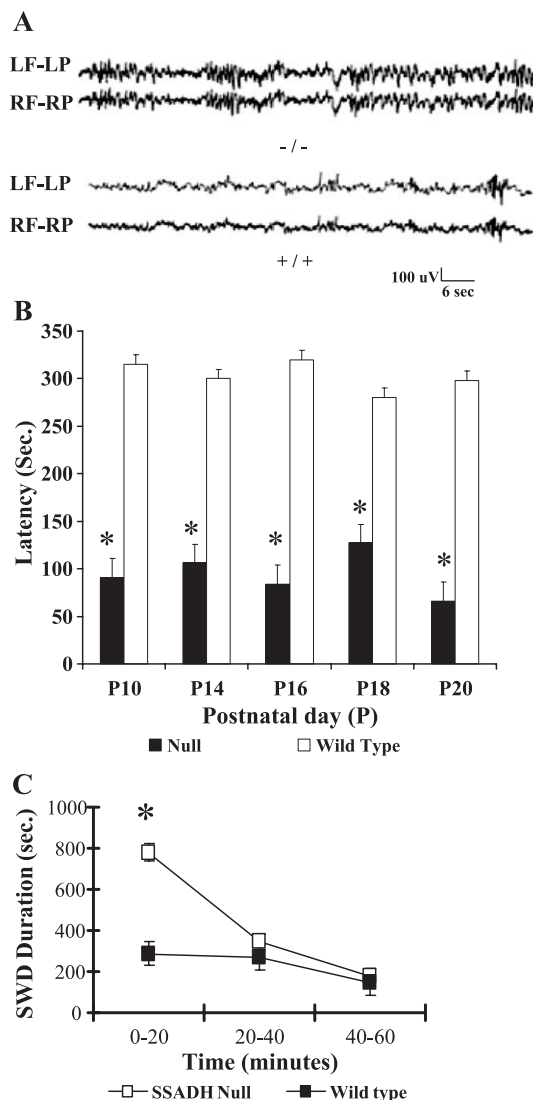 A
LF-LP
RF-RP
- / -
LF-LP
RF-RP
+ / +
100 uV
6 sec
B
350
300
250
200
150
100
50
0
Latency (Sec.)
* * * * *
P10 P14 P16 P18 P20
Postnatal day (P)
Null Wild Type
C
1000
800
600
400
200
0
SWD Duration (sec.)
*
0-20 20-40 40-60
Time (minutes)
SSADH Null Wild type